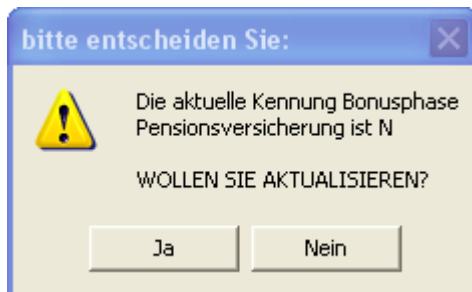 bitte entscheiden Sie:
Die aktuelle Kennung Bonusphase
Pensionsversicherung ist N
WOLLEN SIE AKTUALISIEREN?
Ja Nein